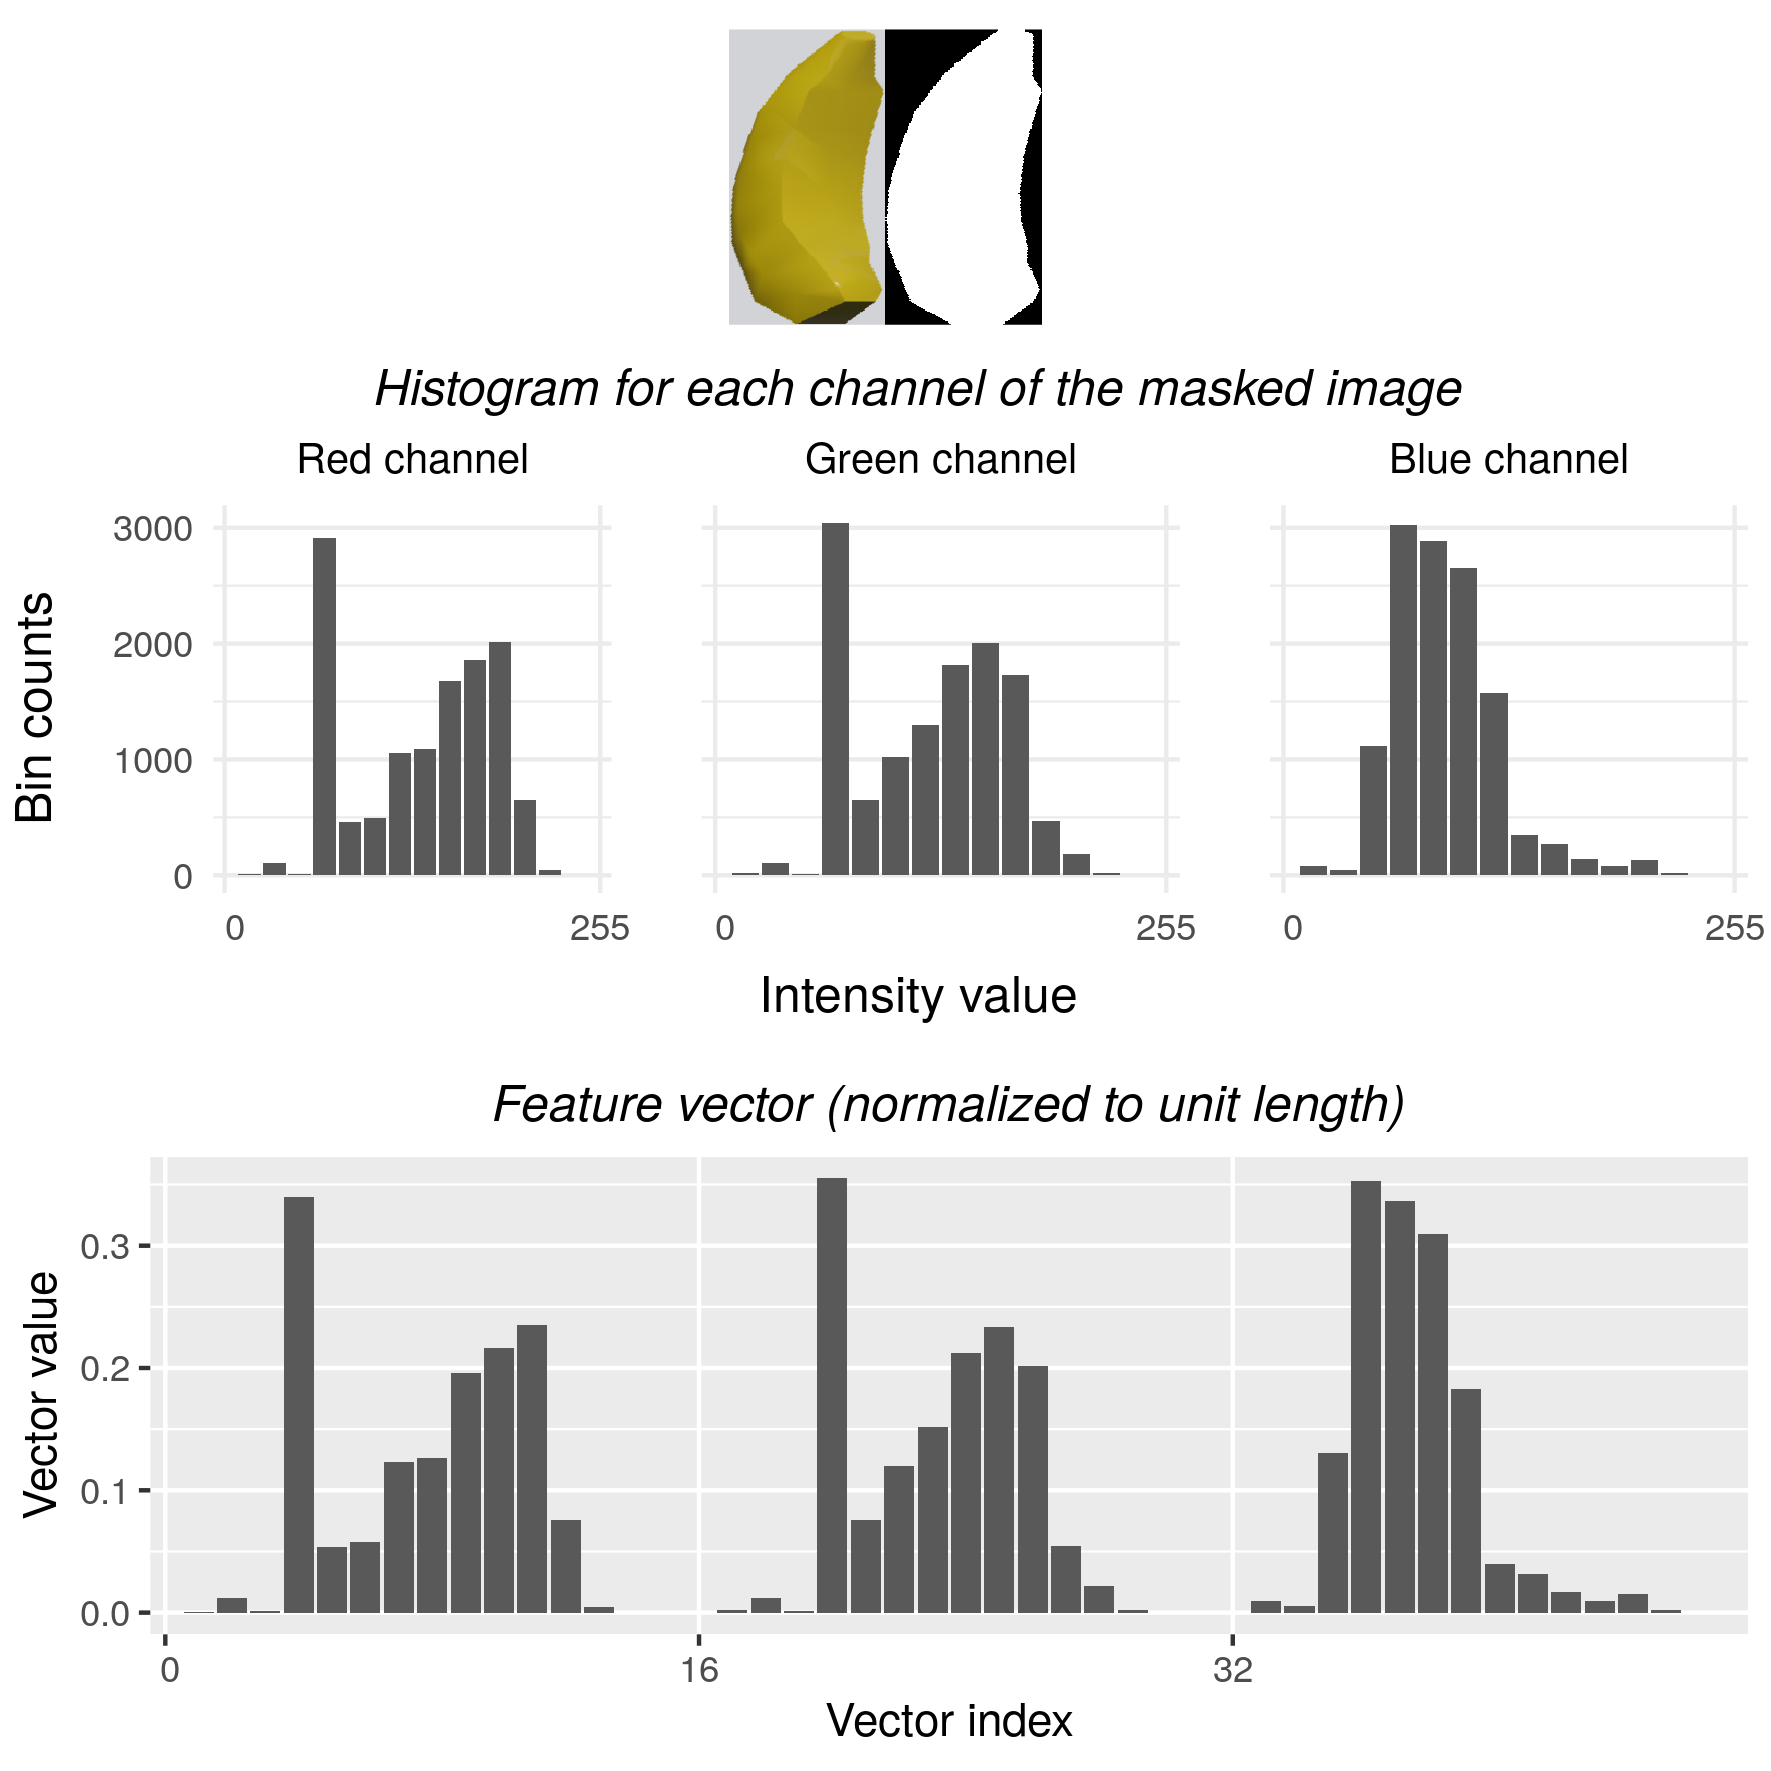 Histogram for each channel of the masked image
Red channel
Green channel
Blue channel
Bin counts
3000
2000
1000
0
0 255
0 255
0 255
Intensity value
Feature vector (normalized to unit length)
Vector value
0.3
0.2
0.1
0.0
0 16 32
Vector index